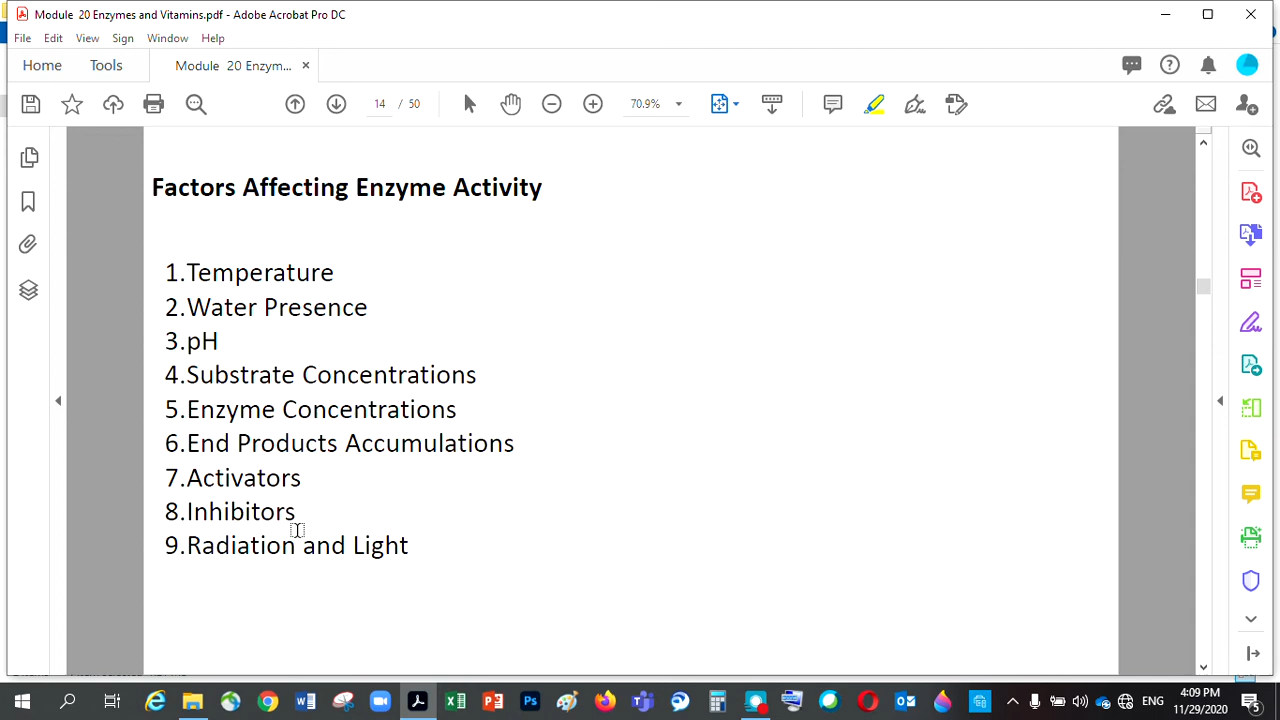 Module 20 Enzymes and Vitamins.pdf - Adobe Acrobat Pro DC
File Edit View Sign Window Help
Home Tools Module 20 Enzym... ×
14 / 50 70.9%
Factors Affecting Enzyme Activity
1.Temperature
2.Water Presence
3.pH
4.Substrate Concentrations
5.Enzyme Concentrations
6.End Products Accumulations
7.Activators
8.Inhibitors
9.Radiation and Light
ENG
4:09 PM
11/29/2020
5